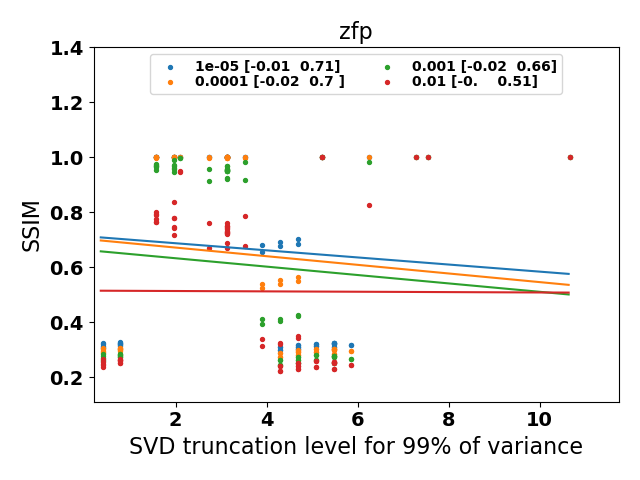 zfp
1e-05 [-0.01 0.71]
0.0001 [-0.02 0.7 ]
0.001 [-0.02 0.66]
0.01 [-0. 0.51]
1.4
1.2
1.0
0.8
0.6
0.4
0.2
SSIM
2 4 6 8 10
SVD truncation level for 99% of variance